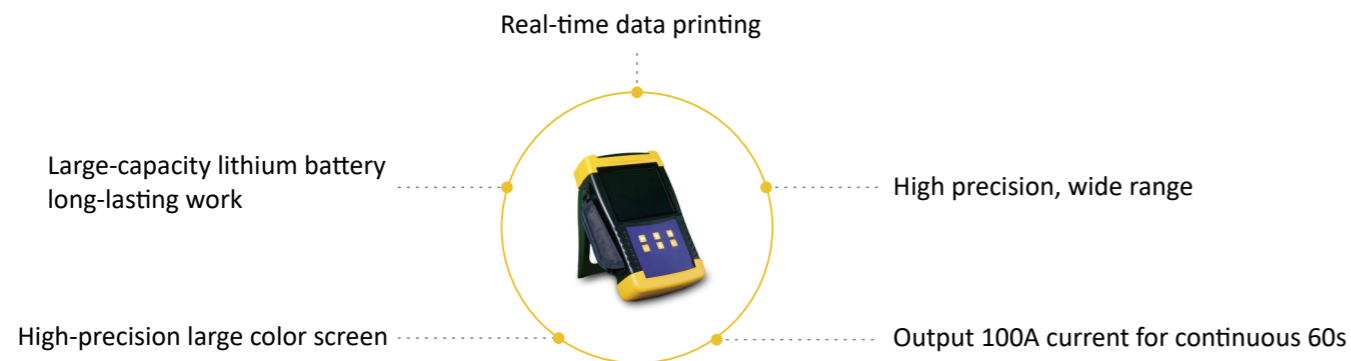 Real-time data printing
Large-capacity lithium battery
long-lasting work
High precision, wide range
High-precision large color screen
Output 100A current for continuous 60s